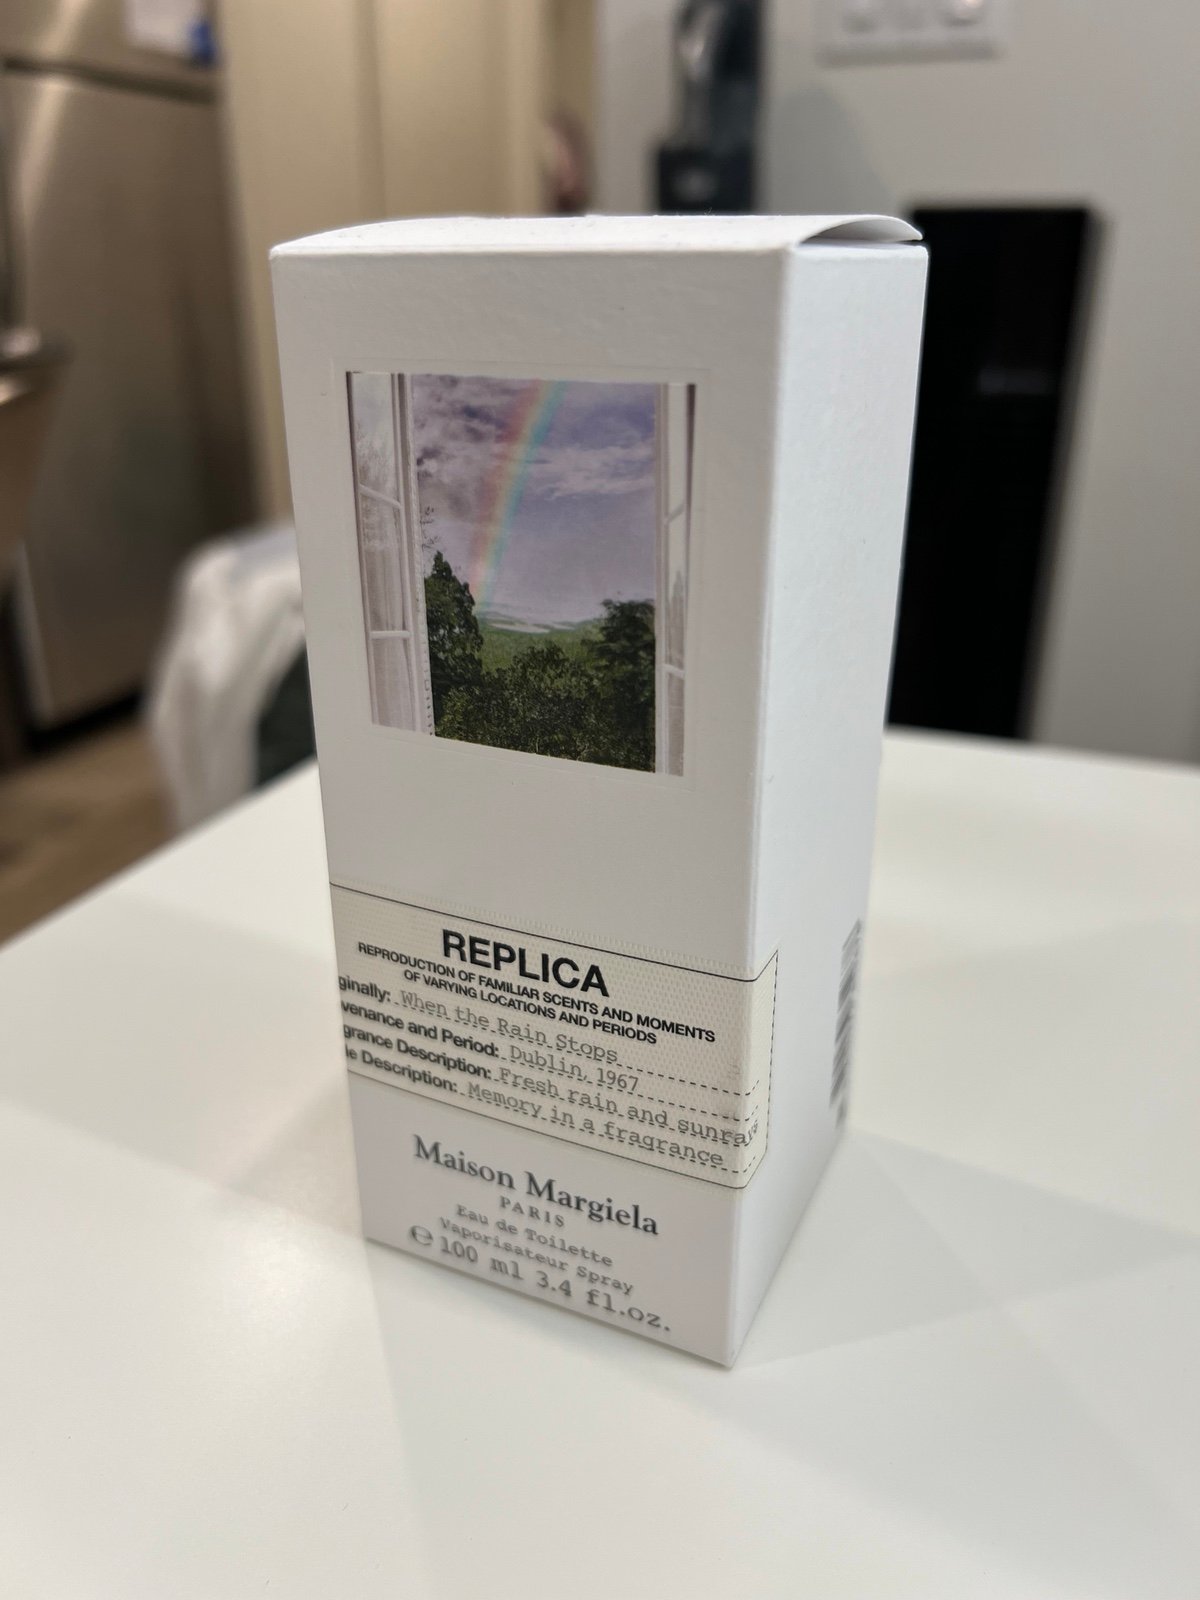 REPLICA
REPRODUCTION OF FAMILIAR SCENTS AND MOMENTS
OF VARYING LOCATIONS AND PERIODS
ginally: When the Rain Stops
venance and Period: Dublin, 1967
grance Description: Fresh rain and sunrays
le Description: Memory in a fragrance
Maison Margiela
PARIS
Eau de Toilette
Vaporisateur Spray
℮ 100 ml 3.4 fl.oz.